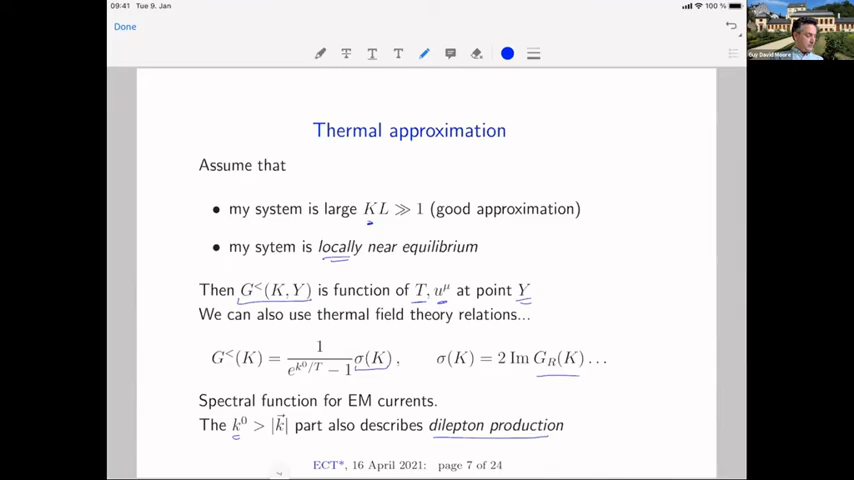 09:41 Tue 9. Jan
100 %
Done
Guy David Moore
Thermal approximation
Assume that
• my system is large KL ≫ 1 (good approximation)
• my sytem is locally near equilibrium
Then G^<(K, Y) is function of T, u^μ at point Y
We can also use thermal field theory relations...
G^<(K) = 1/(e^{k^0/T} − 1) σ(K) , σ(K) = 2 Im G_R(K) . . .
Spectral function for EM currents.
The k^0 > |k⃗| part also describes dilepton production
ECT*, 16 April 2021: page 7 of 24